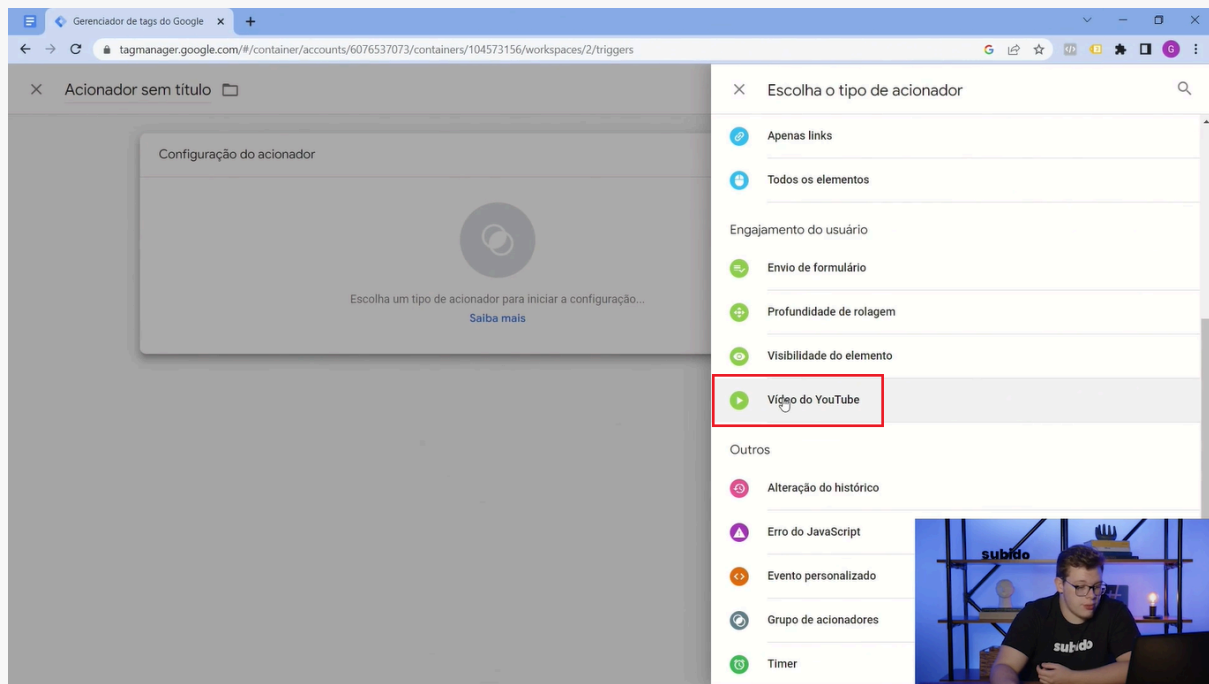 Gerenciador de tags do Google
tagmanager.google.com/#/container/accounts/6076537073/containers/104573156/workspaces/2/triggers
G
Acionador sem título
Configuração do acionador
Escolha um tipo de acionador para iniciar a configuração...
Saiba mais
Escolha o tipo de acionador
Apenas links
Todos os elementos
Engajamento do usuário
Envio de formulário
Profundidade de rolagem
Visibilidade do elemento
Vídeo do YouTube
Outros
Alteração do histórico
Erro do JavaScript
Evento personalizado
Grupo de acionadores
Timer
subido
subido